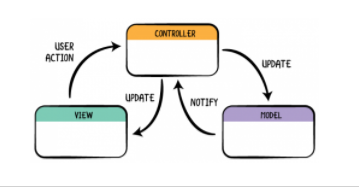 CONTROLLER
USER
ACTION
UPDATE
UPDATE
NOTIFY
VIEW
MODEL